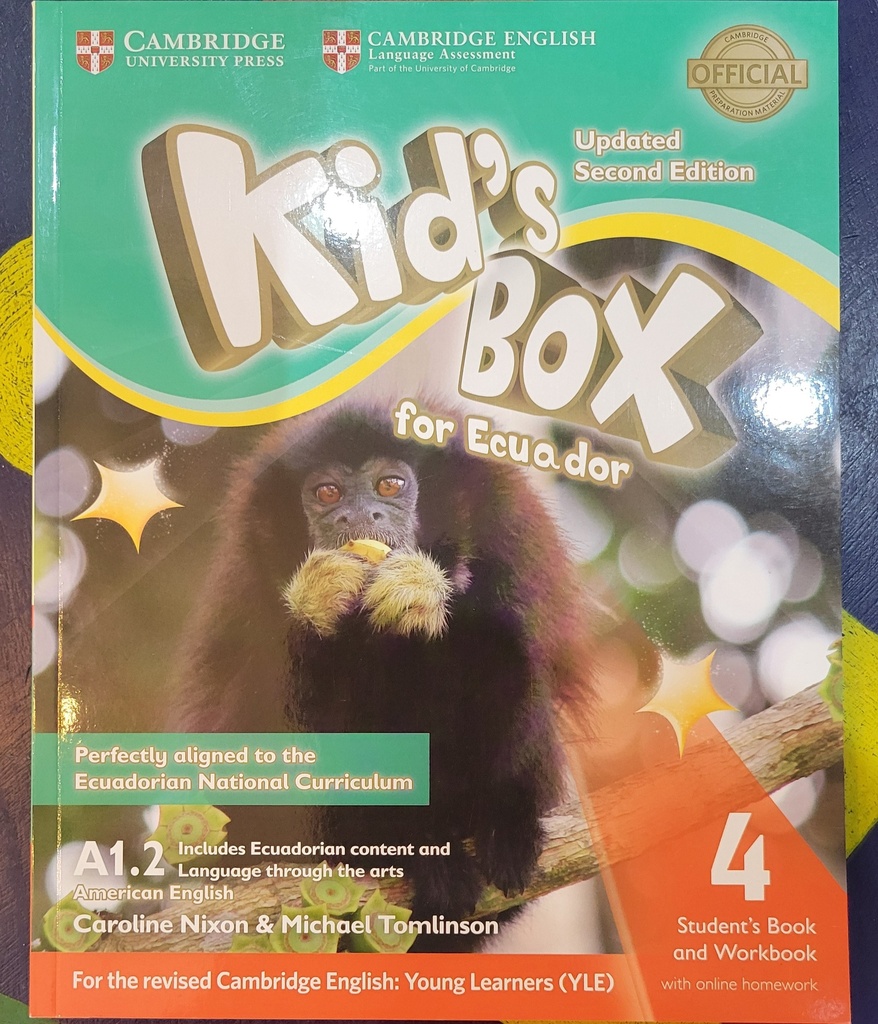 CAMBRIDGE
UNIVERSITY PRESS
CAMBRIDGE ENGLISH
Language Assessment
Part of the University of Cambridge
CAMBRIDGE
OFFICIAL
PREPARATION MATERIAL
Updated
Second Edition
Kid's
BOX
for Ecuador
Perfectly aligned to the
Ecuadorian National Curriculum
A1.2
Includes Ecuadorian content and
Language through the arts
American English
Caroline Nixon & Michael Tomlinson
4
Student's Book
and Workbook
with online homework
For the revised Cambridge English: Young Learners (YLE)